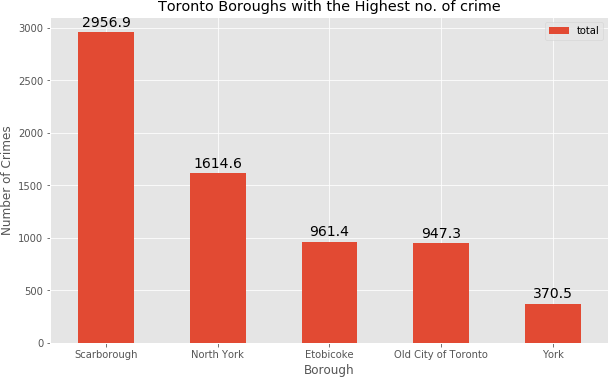 Toronto Boroughs with the Highest no. of crime
total
2956.9
1614.6
961.4
947.3
370.5
3000
2500
2000
1500
1000
500
0
Number of Crimes
Scarborough North York Etobicoke Old City of Toronto York
Borough